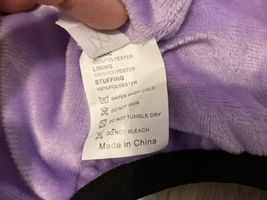 100%POLYESTER
LINING
100%POLYESTER
STUFFING
100%POLYESTER
WATER WASH COLD
DO NOT IRON
DO NOT TUMBLE DRY
DO NOT BLEACH
Made in China